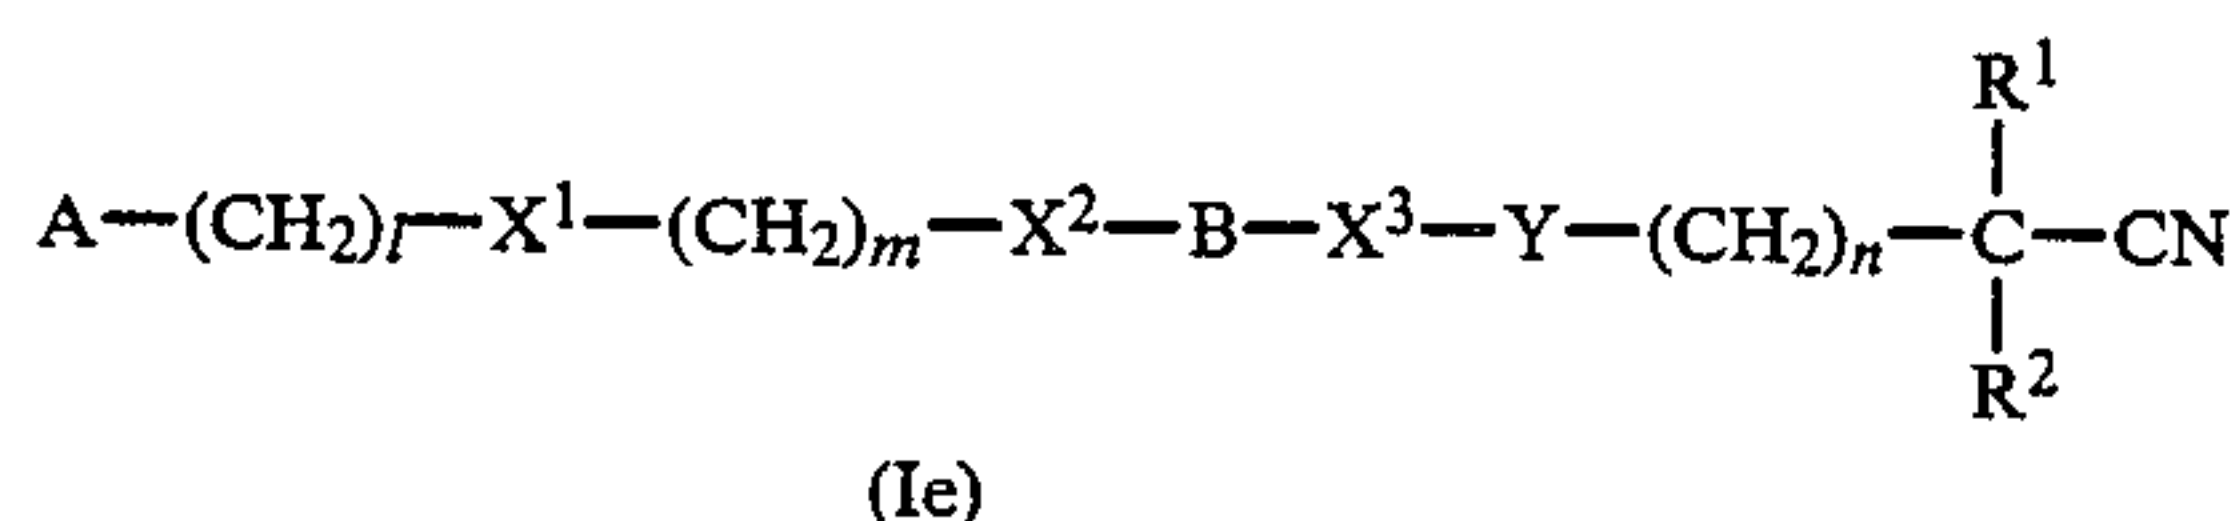 R¹
A—(CH₂)l—X¹—(CH₂)m—X²—B—X³—Y—(CH₂)n—C—CN
R²
(Ie)